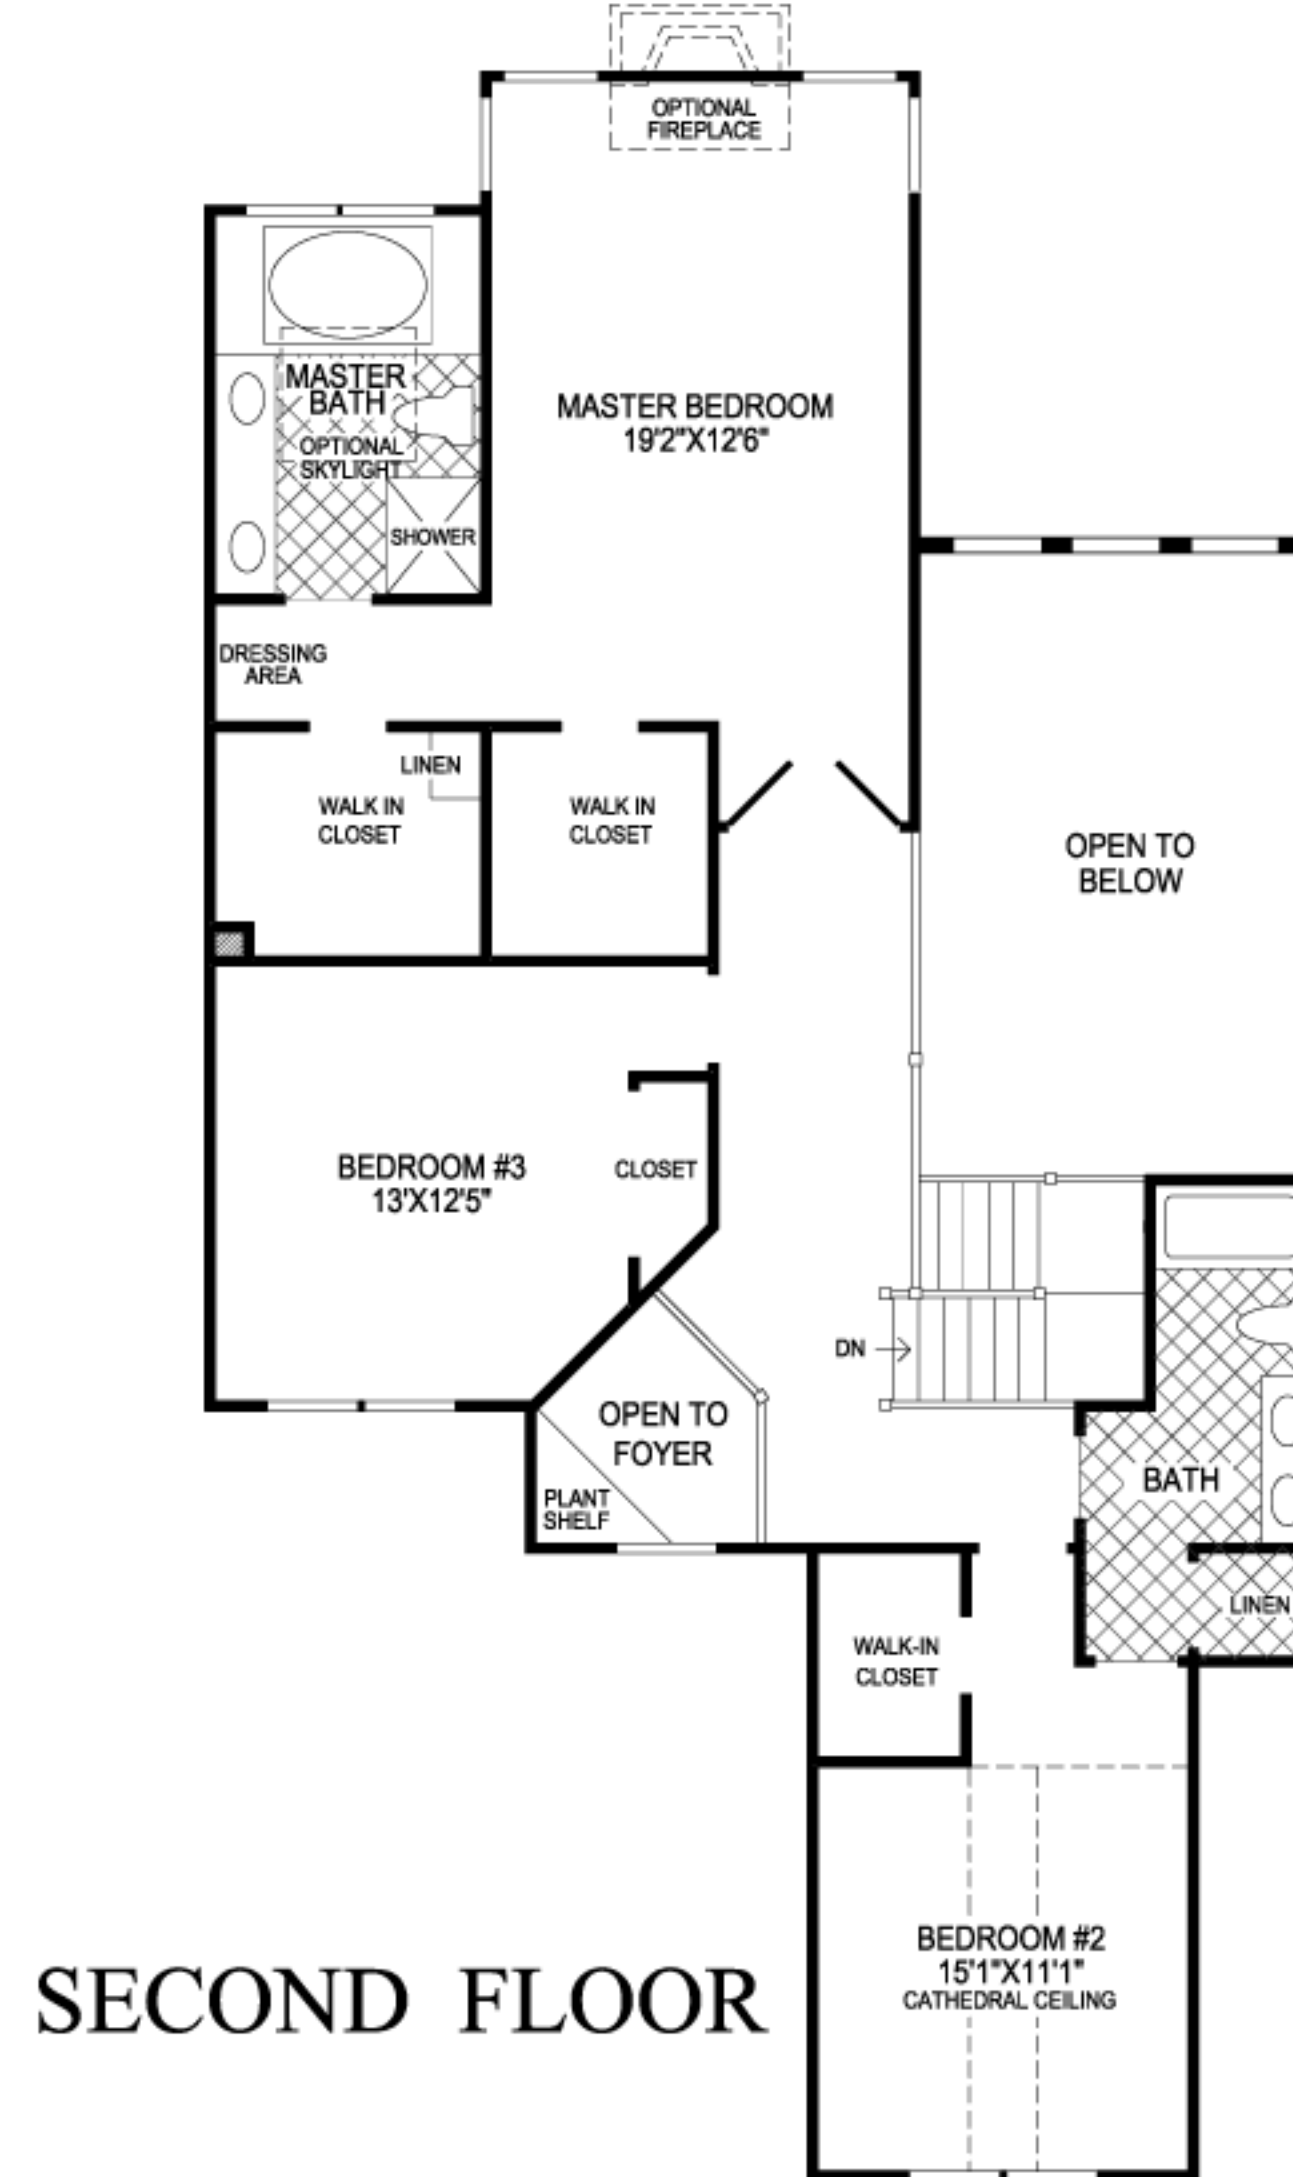 OPTIONAL
FIREPLACE
MASTER
BATH
OPTIONAL
SKYLIGHT
SHOWER
MASTER BEDROOM
19'2"X12'6"
DRESSING
AREA
LINEN
WALK IN
CLOSET
WALK IN
CLOSET
OPEN TO
BELOW
BEDROOM #3
13'X12'5"
CLOSET
DN
OPEN TO
FOYER
PLANT
SHELF
BATH
LINEN
WALK-IN
CLOSET
BEDROOM #2
15'1"X11'1"
CATHEDRAL CEILING
SECOND FLOOR